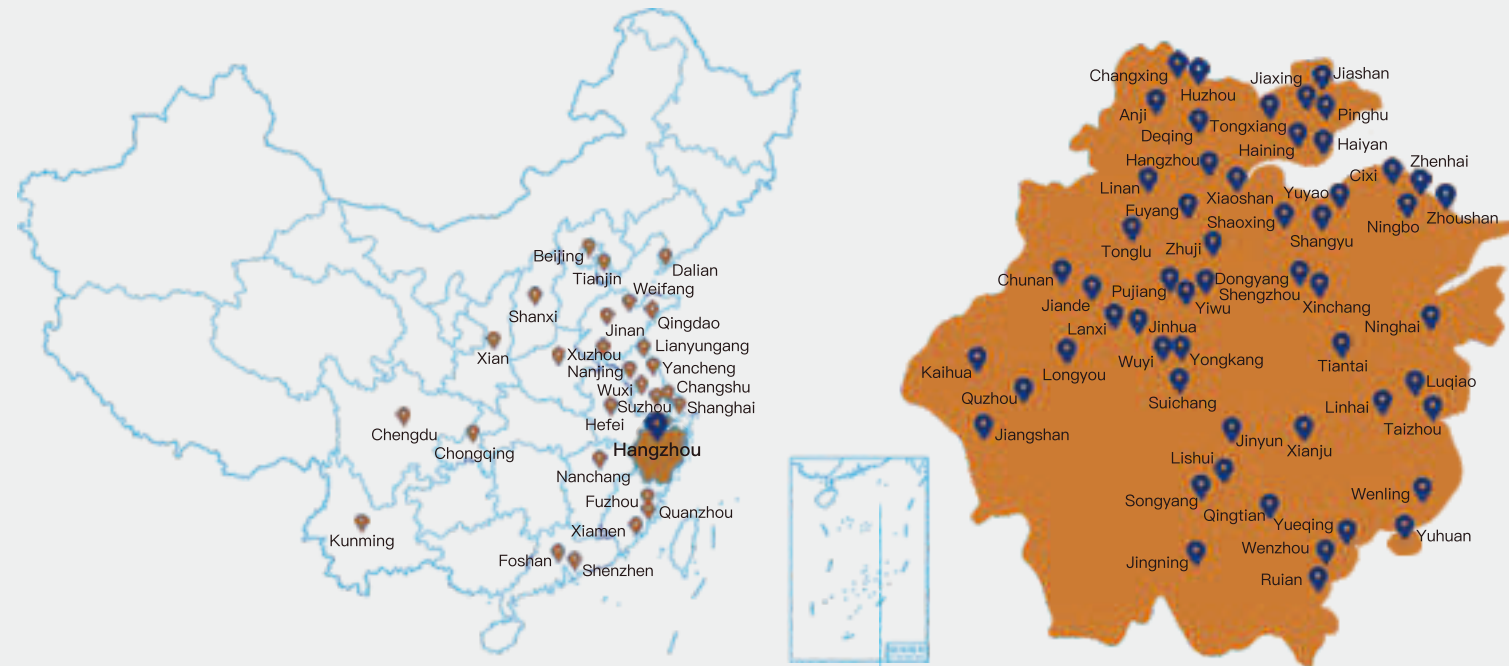 Beijing
Tianjin
Dalian
Weifang
Shanxi
Qingdao
Jinan
Lianyungang
Xian
Xuzhou
Nanjing
Yancheng
Wuxi
Changshu
Suzhou
Shanghai
Hefei
Chengdu
Chongqing
Hangzhou
Nanchang
Fuzhou
Quanzhou
Xiamen
Kunming
Foshan
Shenzhen
Changxing
Huzhou
Jiaxing
Jiashan
Anji
Pinghu
Deqing
Tongxiang
Haining
Haiyan
Hangzhou
Zhenhai
Cixi
Linan
Xiaoshan
Yuyao
Fuyang
Shaoxing
Zhoushan
Ningbo
Shangyu
Tonglu
Zhuji
Chunan
Jiande
Pujiang
Dongyang
Shengzhou
Yiwu
Xinchang
Lanxi
Jinhua
Ninghai
Wuyi
Yongkang
Tiantai
Kaihua
Longyou
Quzhou
Suichang
Luqiao
Linhai
Taizhou
Jiangshan
Jinyun
Xianju
Lishui
Songyang
Qingtian
Wenling
Yueqing
Wenzhou
Yuhuan
Jingning
Ruian